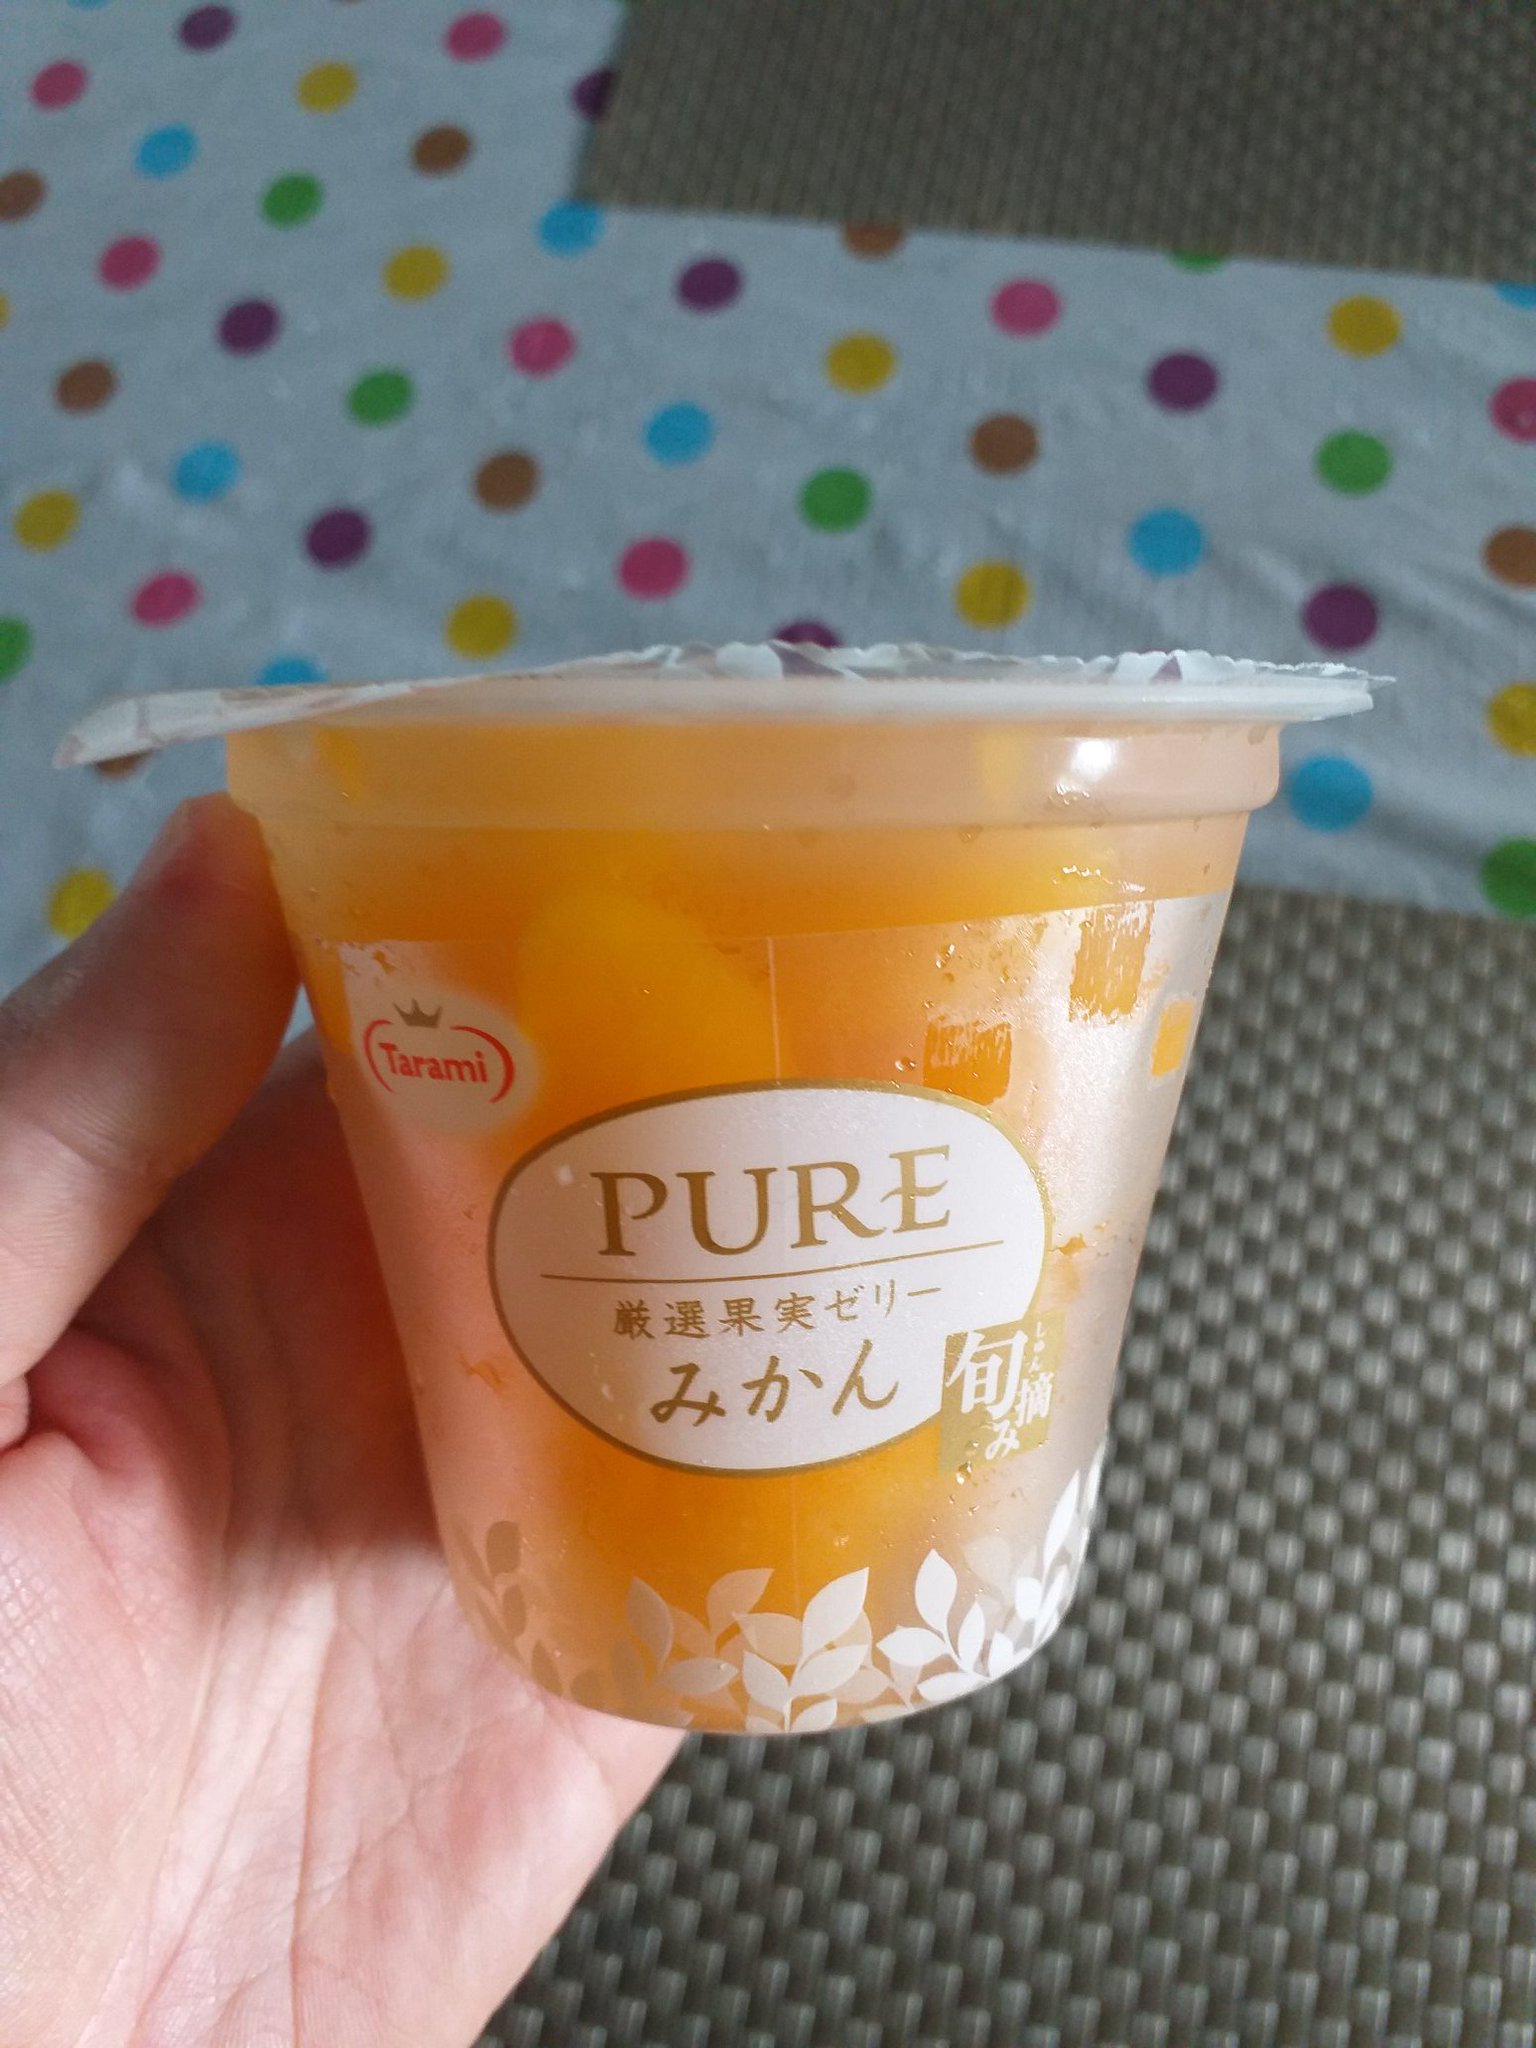 Tarami
PURE
厳選果実ゼリー
みかん
旬摘み
しゅん